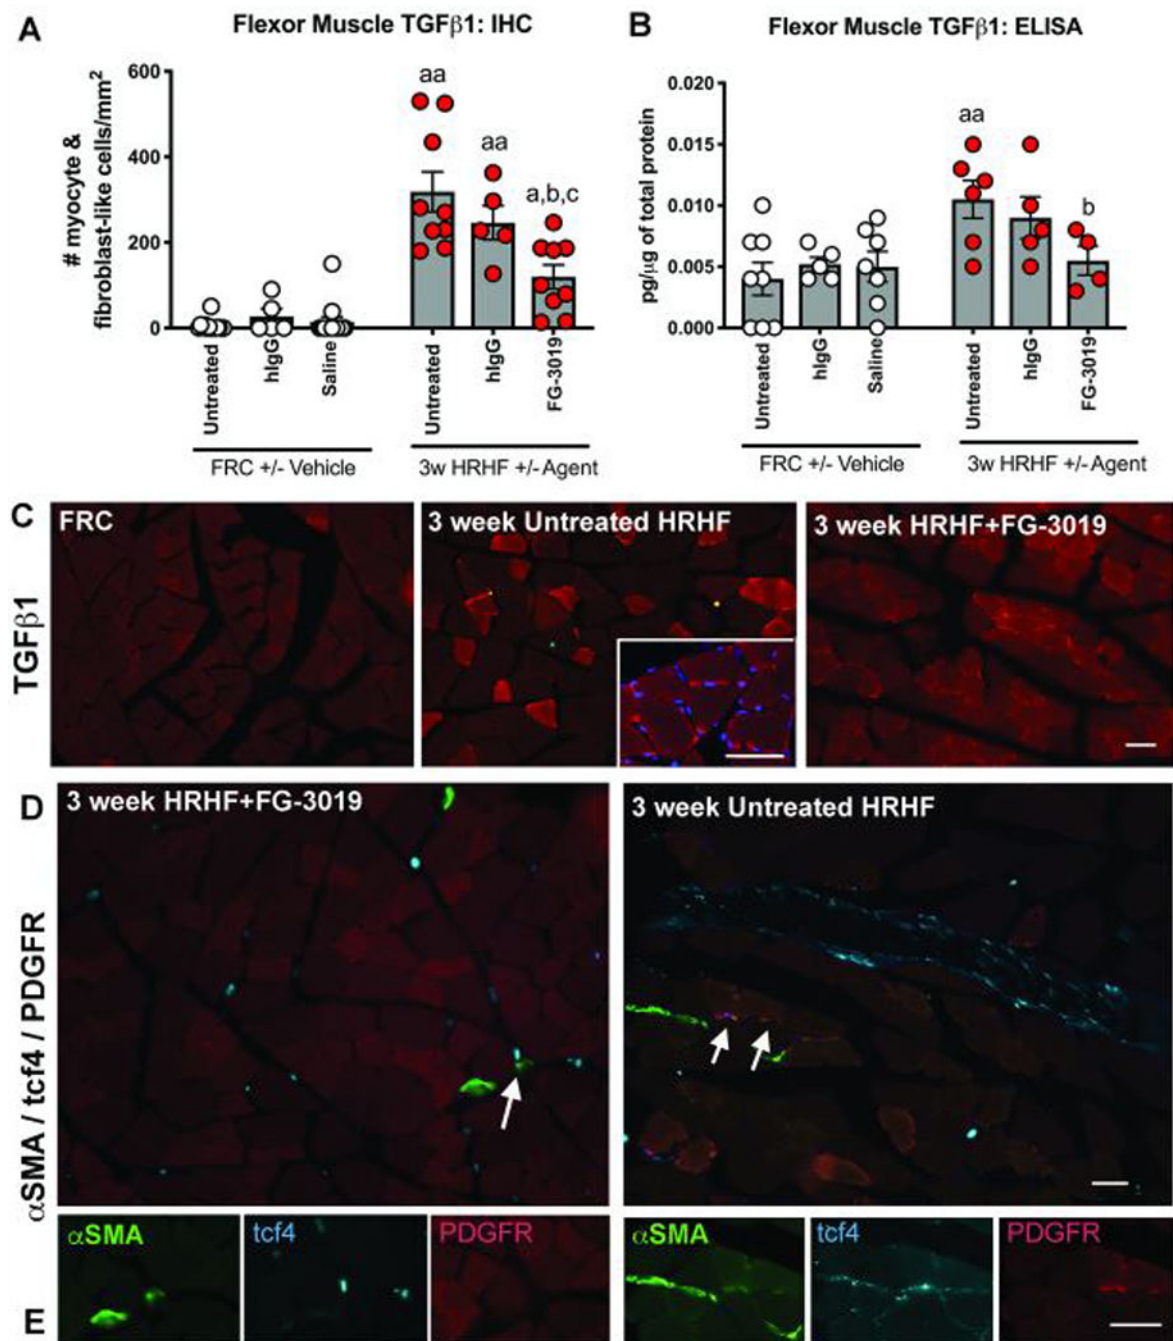 A
Flexor Muscle TGFβ1: IHC
# myocyte &
fibroblast-like cells/mm²
600
400
200
0
aa
aa
a,b,c
Untreated
hIgG
Saline
Untreated
hIgG
FG-3019
FRC +/- Vehicle
3w HRHF +/- Agent
B
Flexor Muscle TGFβ1: ELISA
pg/µg of total protein
0.020
0.015
0.010
0.005
0.000
aa
b
Untreated
hIgG
Saline
Untreated
hIgG
FG-3019
FRC +/- Vehicle
3w HRHF +/- Agent
C
TGFβ1
FRC
3 week Untreated HRHF
3 week HRHF+FG-3019
D
αSMA / tcf4 / PDGFR
3 week HRHF+FG-3019
3 week Untreated HRHF
E
αSMA
tcf4
PDGFR
αSMA
tcf4
PDGFR